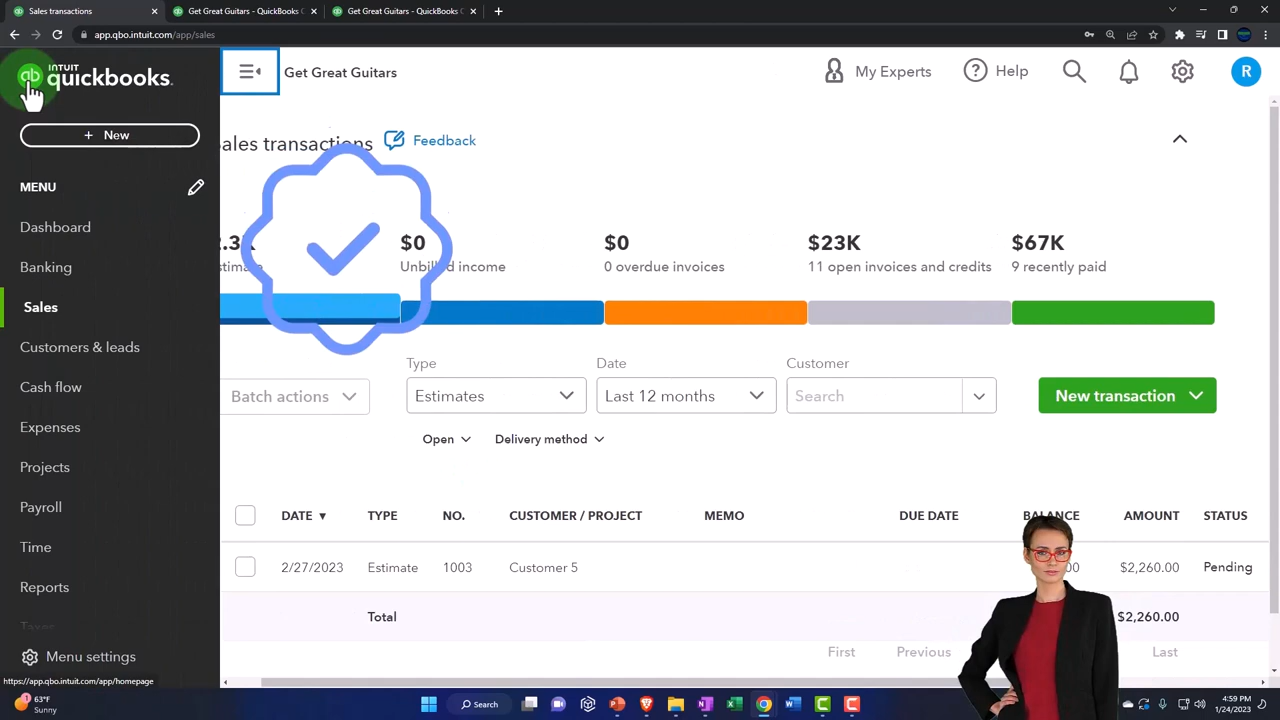 Sales transactions
Get Great Guitars - QuickBooks C
Get Great Guitars - QuickBooks C
app.qbo.intuit.com/app/sales
INTUIT
quickbooks.
Get Great Guitars
My Experts
Help
R
+ New
Sales transactions
Feedback
MENU
Dashboard
Banking
Sales
Customers & leads
Cash flow
Expenses
Projects
Payroll
Time
Reports
Taxes
Menu settings
$0
Unbilled income
$0
0 overdue invoices
$23K
11 open invoices and credits
$67K
9 recently paid
Batch actions
Type
Estimates
Date
Last 12 months
Customer
Search
New transaction
Open
Delivery method
DATE ▼ TYPE NO. CUSTOMER / PROJECT MEMO DUE DATE BALANCE AMOUNT STATUS
2/27/2023 Estimate 1003 Customer 5 $2,260.00 Pending
Total $2,260.00
First Previous Last
https://app.qbo.intuit.com/app/homepage
63°F
Sunny
Search
4:59 PM
1/24/2023